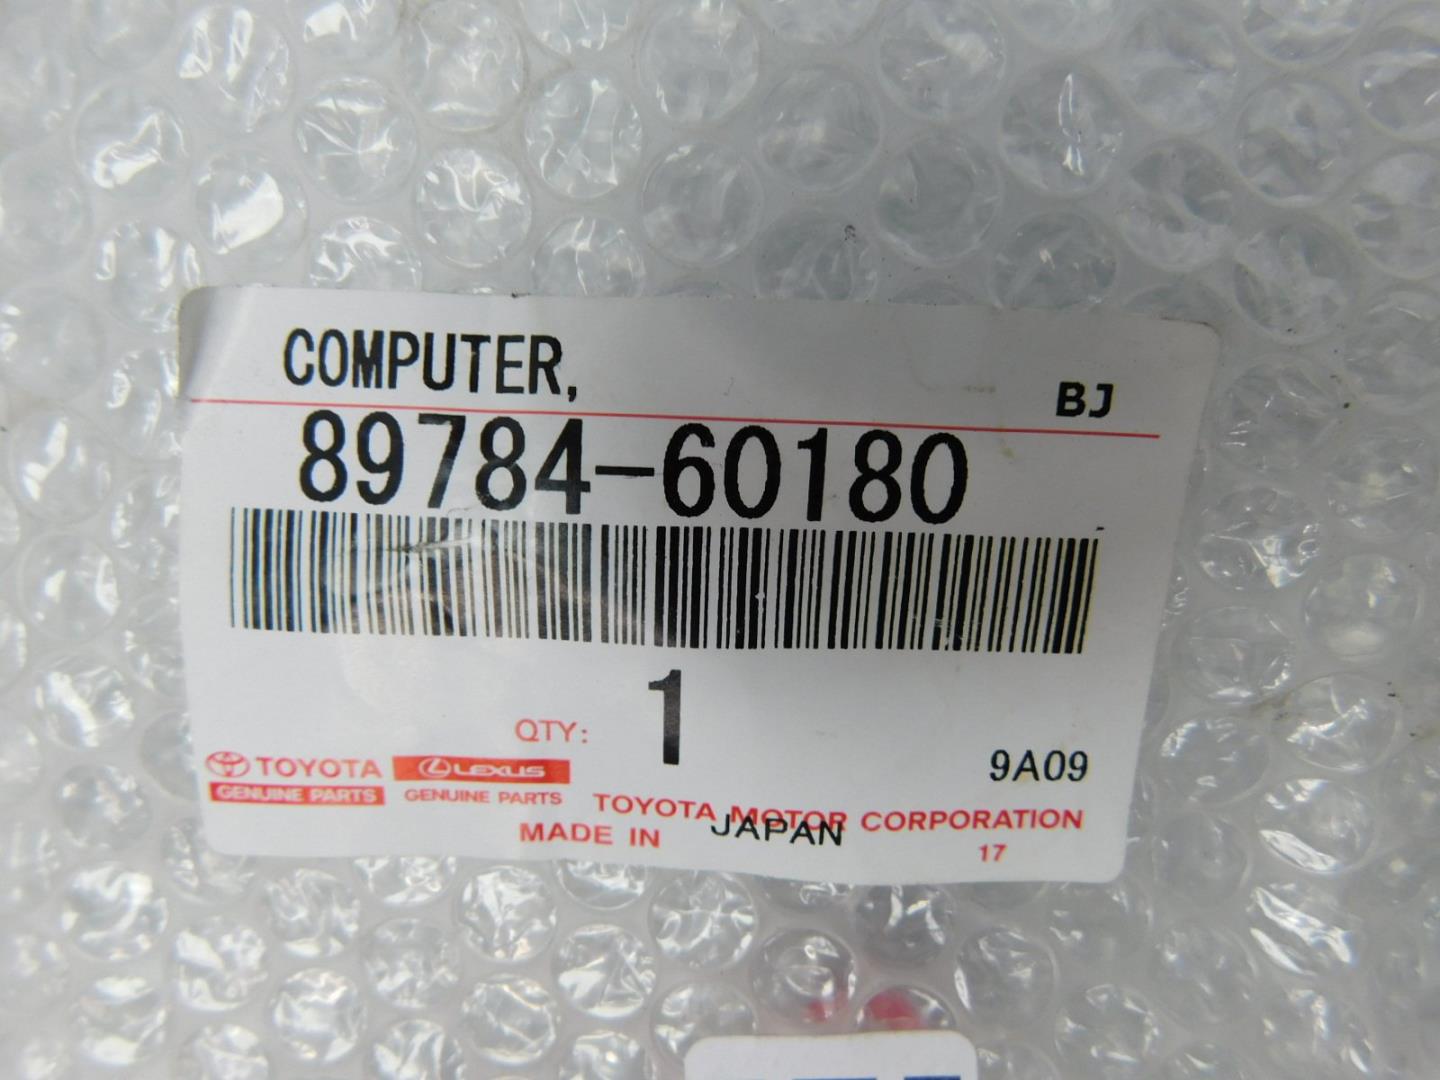 COMPUTER,
BJ
89784-60180
QTY: 1
9A09
TOYOTA LEXUS
GENUINE PARTS GENUINE PARTS
TOYOTA MOTOR CORPORATION
MADE IN JAPAN
17